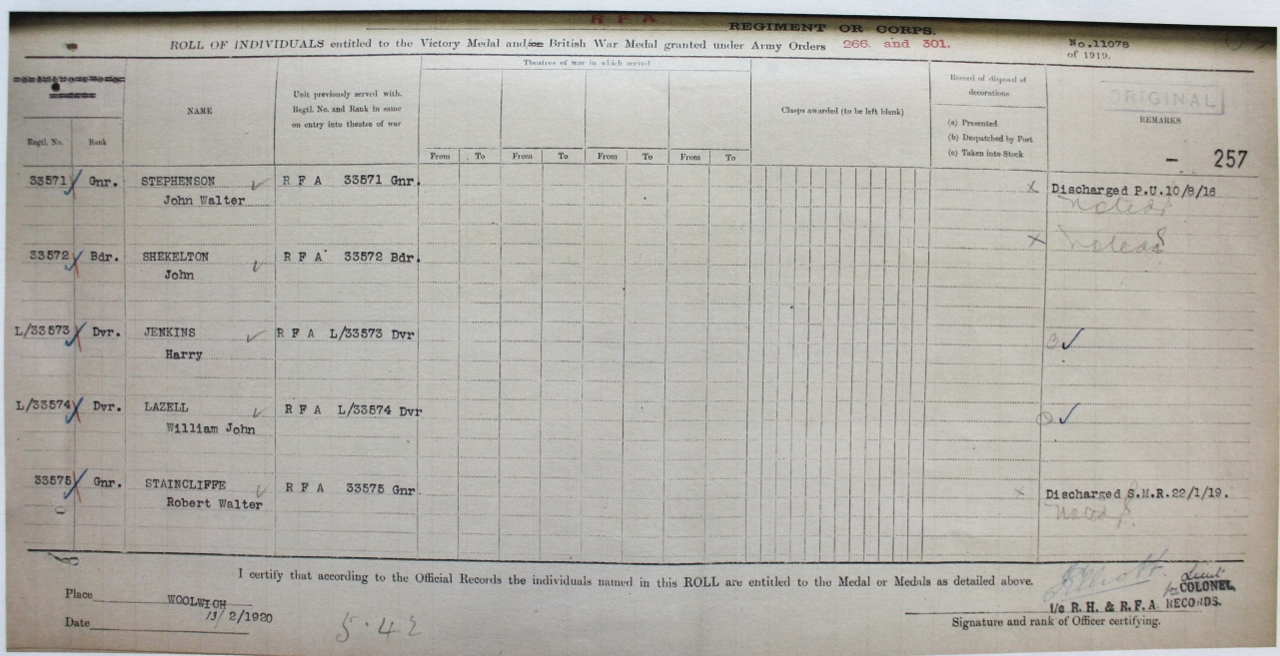 R F A REGIMENT OR CORPS.
ROLL OF INDIVIDUALS entitled to the Victory Medal and/or British War Medal granted under Army Orders 266. and 301. No.11078
of 1919.
Theatres of war in which served
NAME
Unit previously served with.
Regtl. No. and Rank in same
on entry into theatre of war
Clasps awarded (to be left blank)
Record of disposal of
decorations
(a) Presented
(b) Despatched by Post
(c) Taken into Stock
ORIGINAL
REMARKS
Regtl. No. Rank
From To From To From To From To
- 257
33571 Gnr. STEPHENSON R F A 33571 Gnr. x Discharged P.U.10/8/16
John Walter Noted
33572 Bdr. SHEKELTON R F A 33572 Bdr. x Noted
John
L/33573 Dvr. JENKINS R F A L/33573 Dvr
Harry
L/33574 Dvr. LAZELL R F A L/33574 Dvr
William John
33575 Gnr. STAINCLIFFE R F A 33575 Gnr x Discharged S.M.R.22/1/19.
Robert Walter Noted
I certify that according to the Official Records the individuals named in this ROLL are entitled to the Medal or Medals as detailed above.
Place WOOLWICH
Date 13/2/1920
5.42
Lieut
for COLONEL,
i/c R. H. & R.F.A. RECORDS.
Signature and rank of Officer certifying.